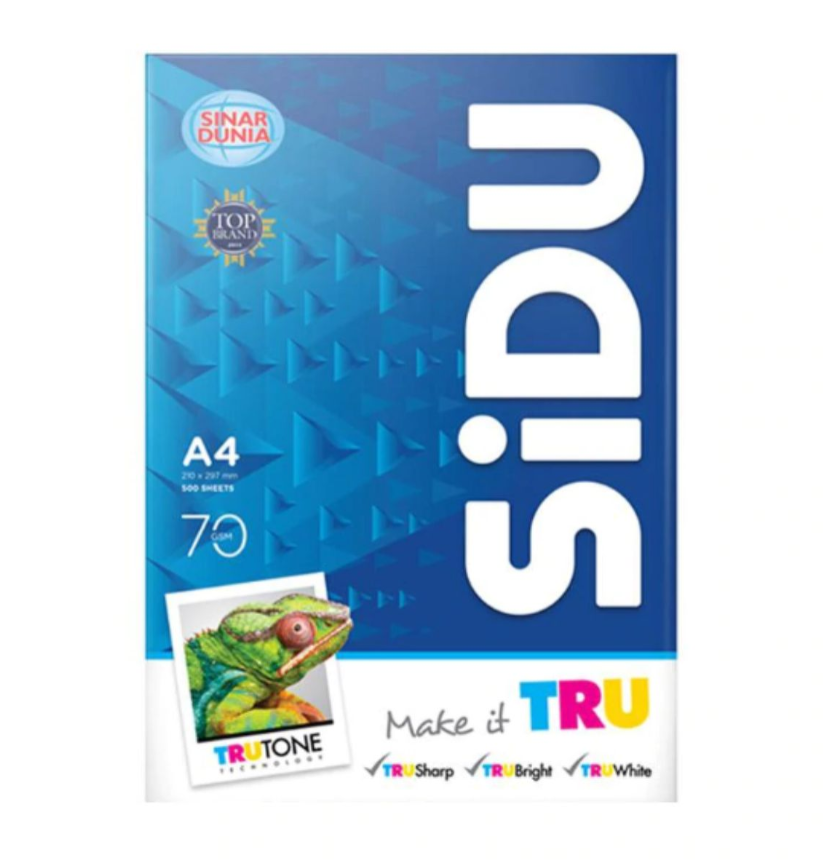 SINAR
DUNIA
TOP
BRAND
SiDU
A4
210 x 297 mm
500 SHEETS
70
GSM
TRUTONE
TECHNOLOGY
Make it TRU
TRUSharp TRUBright TRUWhite